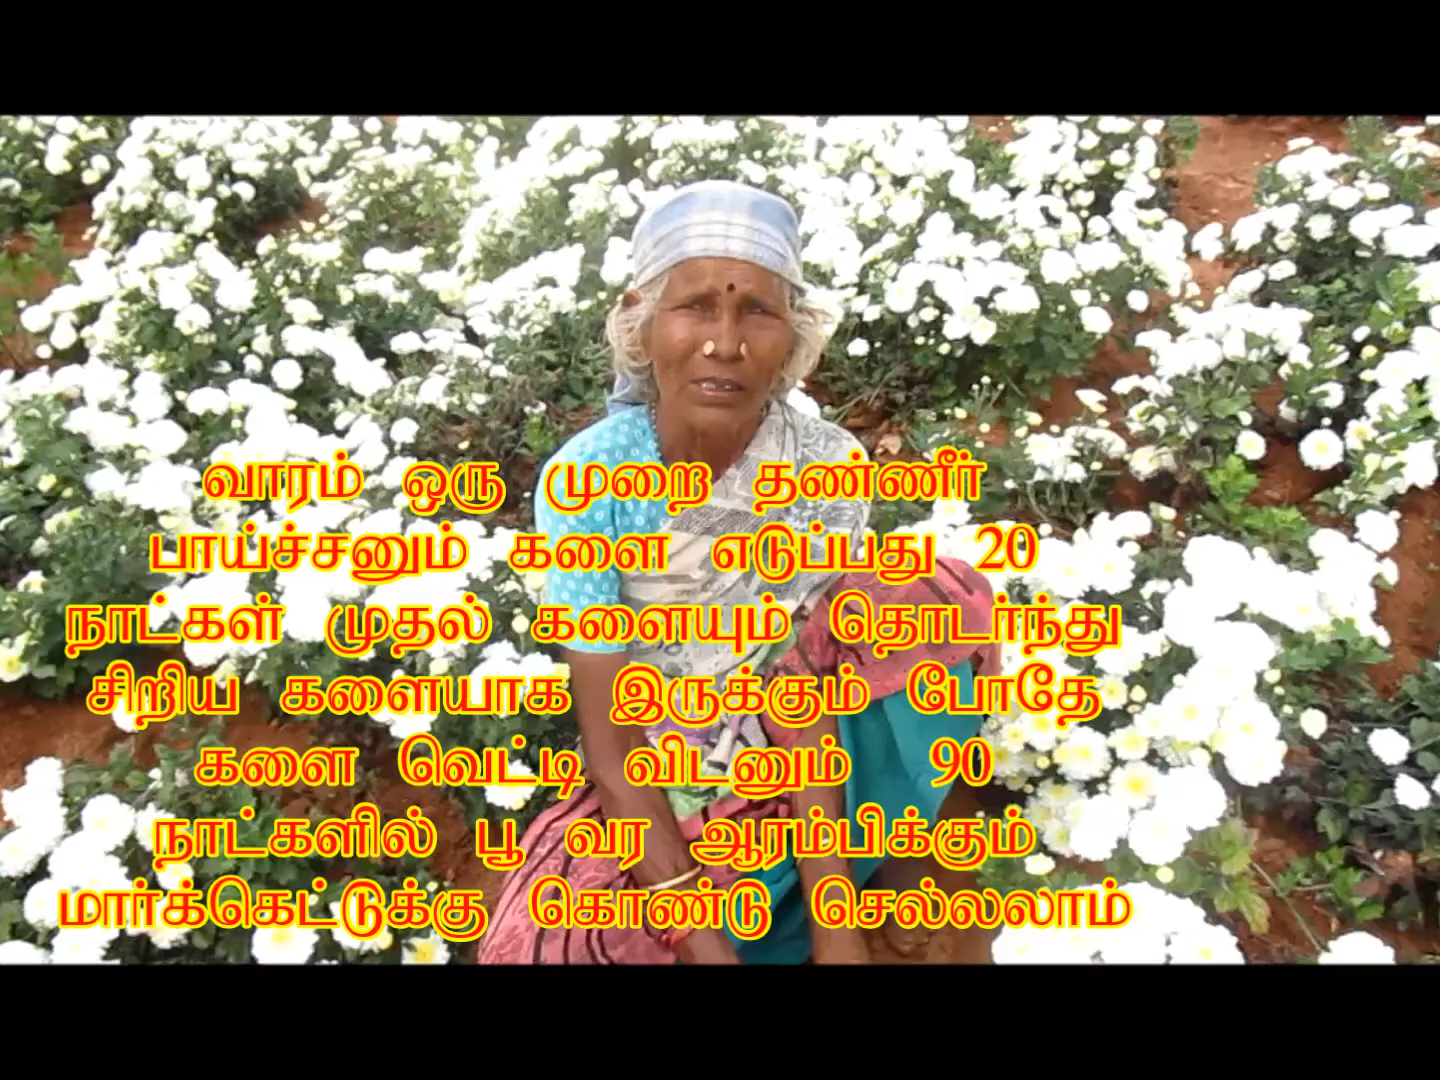 வாரம் ஒரு முறை தண்ணீர்
பாய்ச்சனும் களை எடுப்பது 20
நாட்கள் முதல் களையும் தொடர்ந்து
சிறிய களையாக இருக்கும் போதே
களை வெட்டி விடனும் 90
நாட்களில் பூ வர ஆரம்பிக்கும்
மார்க்கெட்டுக்கு கொண்டு செல்லலாம்